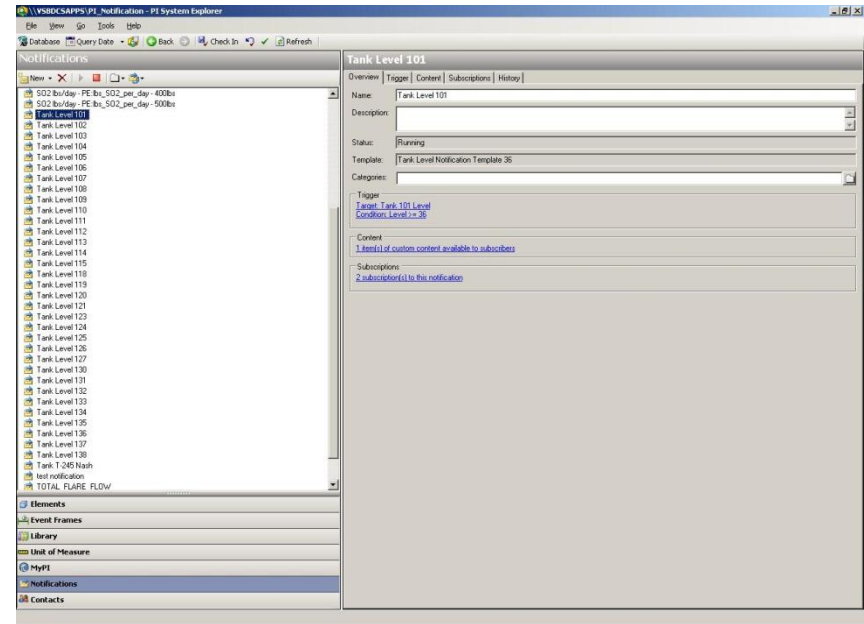 \\VSBDCSAPPS\PI_Notification - PI System Explorer
File View Go Tools Help
Database Query Date Back Check In Refresh
Notifications
New
SO2 lbs/day - PE:lbs_SO2_per_day - 400lbs
SO2 lbs/day - PE:lbs_SO2_per_day - 500lbs
Tank Level 101
Tank Level 102
Tank Level 103
Tank Level 104
Tank Level 105
Tank Level 106
Tank Level 107
Tank Level 108
Tank Level 109
Tank Level 110
Tank Level 111
Tank Level 112
Tank Level 113
Tank Level 114
Tank Level 115
Tank Level 118
Tank Level 119
Tank Level 120
Tank Level 121
Tank Level 123
Tank Level 124
Tank Level 125
Tank Level 126
Tank Level 127
Tank Level 130
Tank Level 131
Tank Level 132
Tank Level 133
Tank Level 134
Tank Level 135
Tank Level 136
Tank Level 137
Tank Level 138
Tank T-245 Nash
test notification
TOTAL_FLARE_FLOW
Elements
Event Frames
Library
Unit of Measure
MyPI
Notifications
Contacts
Tank Level 101
Overview Trigger Content Subscriptions History
Name: Tank Level 101
Description:
Status: Running
Template: Tank Level Notification Template 36
Categories:
Trigger
Target: Tank 101 Level
Condition: Level >= 36
Content
1 item(s) of custom content available to subscribers
Subscriptions
2 subscription(s) to this notification